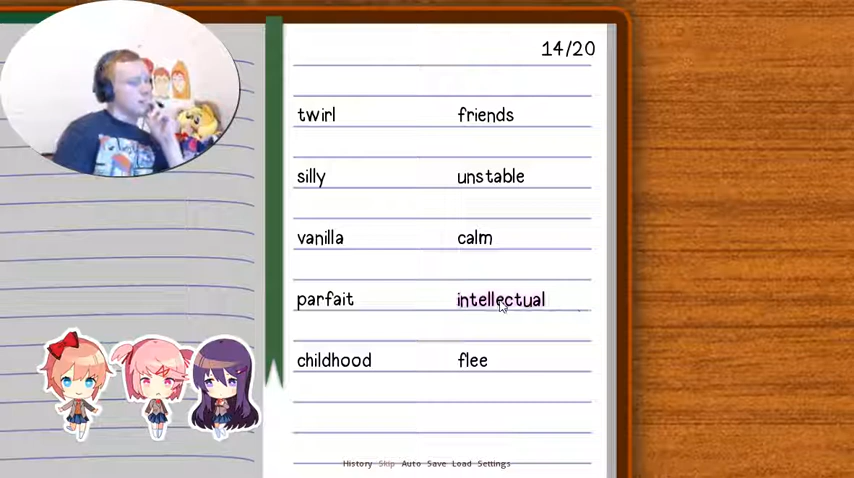 14/20
twirl friends
silly unstable
vanilla calm
parfait intellectual
childhood flee
History Skip Auto Save Load Settings